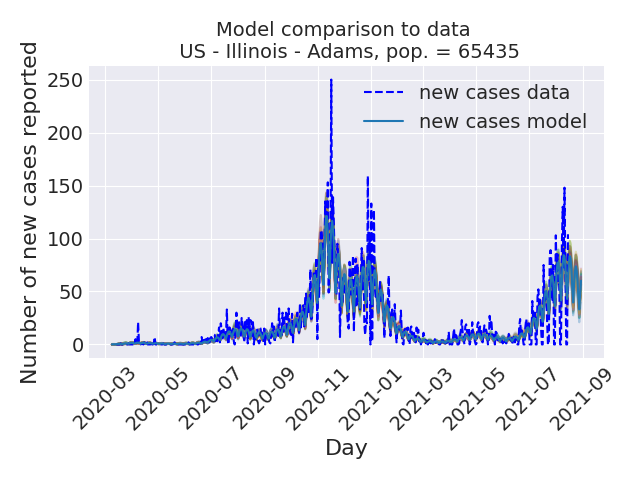 Model comparison to data
US - Illinois - Adams, pop. = 65435
Number of new cases reported
250
200
150
100
50
0
new cases data
new cases model
2020-03
2020-05
2020-07
2020-09
2020-11
2021-01
2021-03
2021-05
2021-07
2021-09
Day